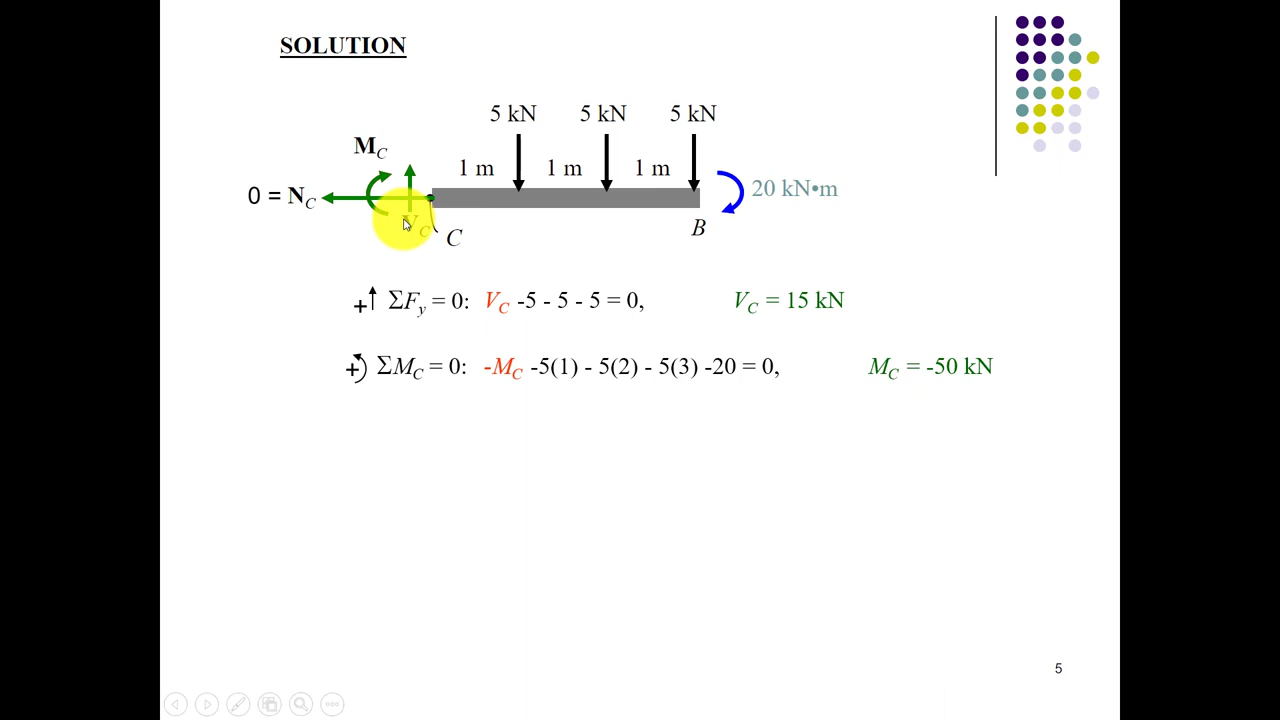 SOLUTION
5 kN 5 kN 5 kN
M_C
1 m 1 m 1 m
0 = N_C
20 kN•m
V_C
C
B
+ ΣF_y = 0: V_C -5 - 5 - 5 = 0, V_C = 15 kN
+ ΣM_C = 0: -M_C -5(1) - 5(2) - 5(3) -20 = 0, M_C = -50 kN
5